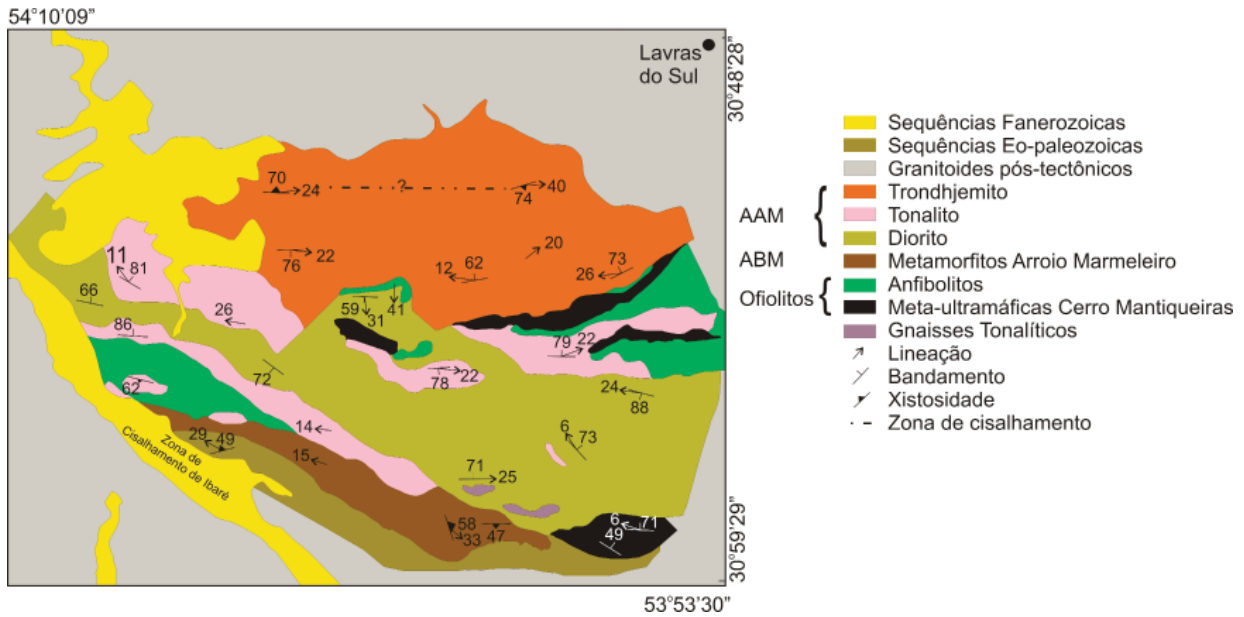 54°10'09”
Lavras
do Sul
30°48'28”
70
24
?
40
74
11
81
76
22
20
12
62
26
73
66
59
41
31
26
86
79
22
72
78
22
24
88
62
14
6
73
29
49
15
71
25
Zona de
Cisalhamento de Ibaré
58
33
47
6
71
49
30°59'29”
53°53'30”
Sequências Fanerozoicas
Sequências Eo-paleozoicas
Granitoides pós-tectônicos
Trondhjemito
AAM
Tonalito
Diorito
ABM
Metamorfitos Arroio Marmeleiro
Anfibolitos
Ofiolitos
Meta-ultramáficas Cerro Mantiqueiras
Gnaisses Tonalíticos
Lineação
Bandamento
Xistosidade
Zona de cisalhamento